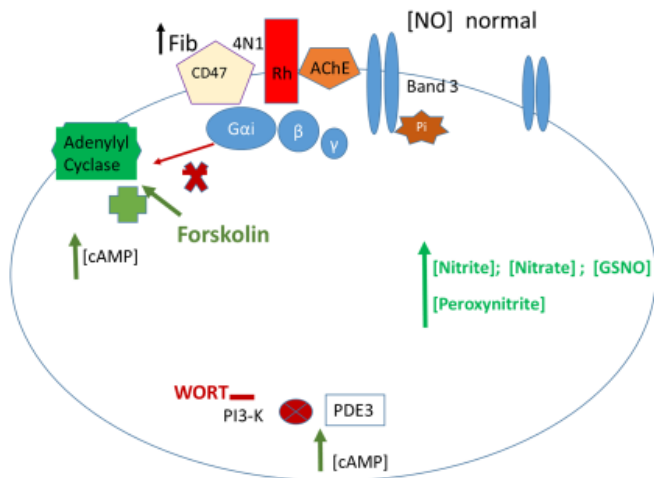 [NO] normal
Fib
4N1
CD47
Rh
AChE
Band 3
Pi
Gαi
β
γ
Adenylyl
Cyclase
Forskolin
[cAMP]
[Nitrite]; [Nitrate] ; [GSNO]
[Peroxynitrite]
WORT
PI3-K
PDE3
[cAMP]